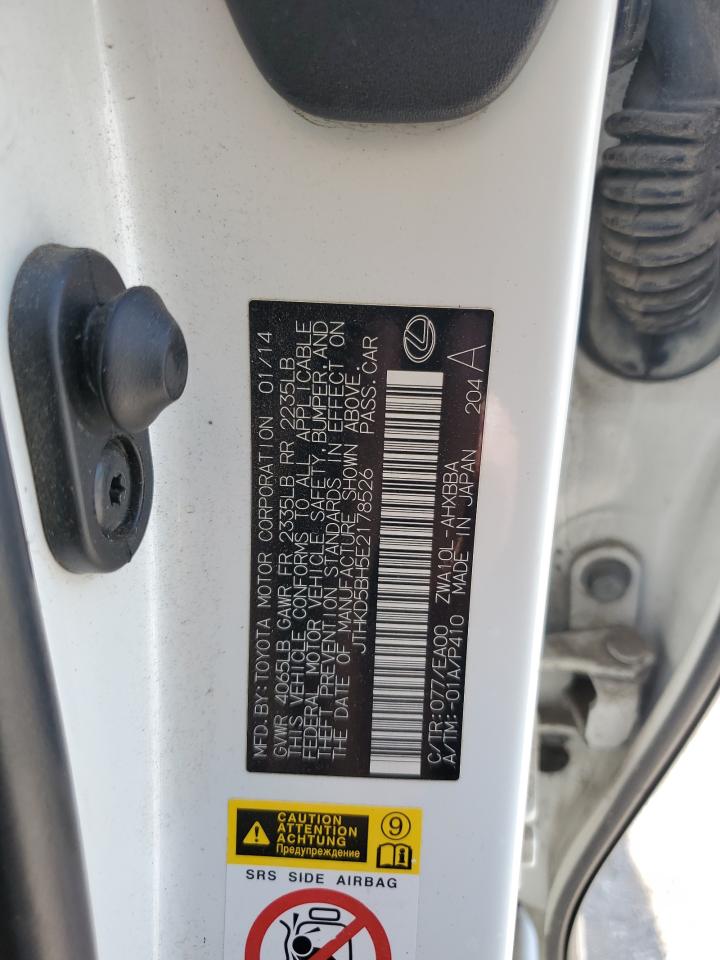 MFD. BY: TOYOTA MOTOR CORPORATION 01/14
GVWR 4065LB GAWR FR 2335LB RR 2235LB
THIS VEHICLE CONFORMS TO ALL APPLICABLE
FEDERAL MOTOR VEHICLE SAFETY, BUMPER, AND
THEFT PREVENTION STANDARDS IN EFFECT ON
THE DATE OF MANUFACTURE SHOWN ABOVE.
JTHKD5BH5E2178526 PASS. CAR
C/TR: 077/EA00 ZWA10L-AHXBBA
A/TM: -01A/P410 MADE IN JAPAN 204 A
CAUTION
ATTENTION
ACHTUNG
Предупреждение
9
SRS SIDE AIRBAG